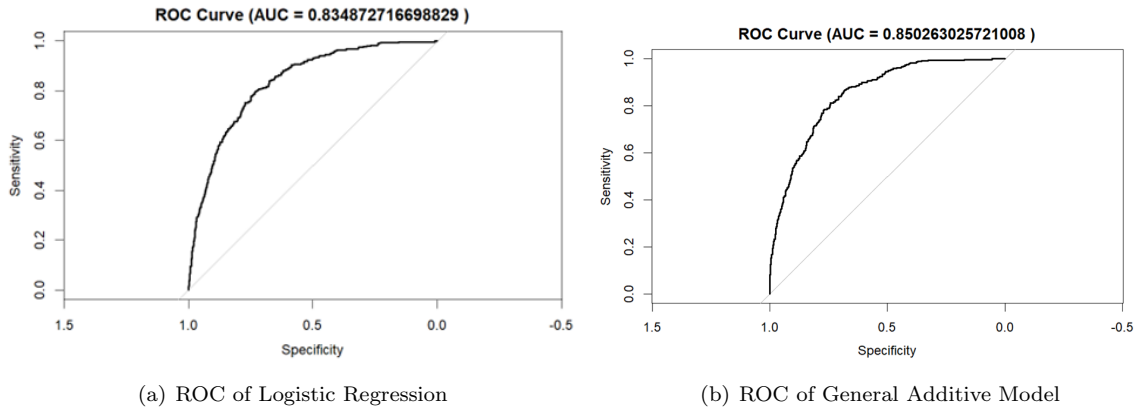 ROC Curve (AUC = 0.834872716698829 )
Sensitivity
1.0
0.8
0.6
0.4
0.2
0.0
1.5 1.0 0.5 0.0 -0.5
Specificity
(a) ROC of Logistic Regression
ROC Curve (AUC = 0.850263025721008 )
Sensitivity
1.0
0.8
0.6
0.4
0.2
0.0
1.5 1.0 0.5 0.0 -0.5
Specificity
(b) ROC of General Additive Model